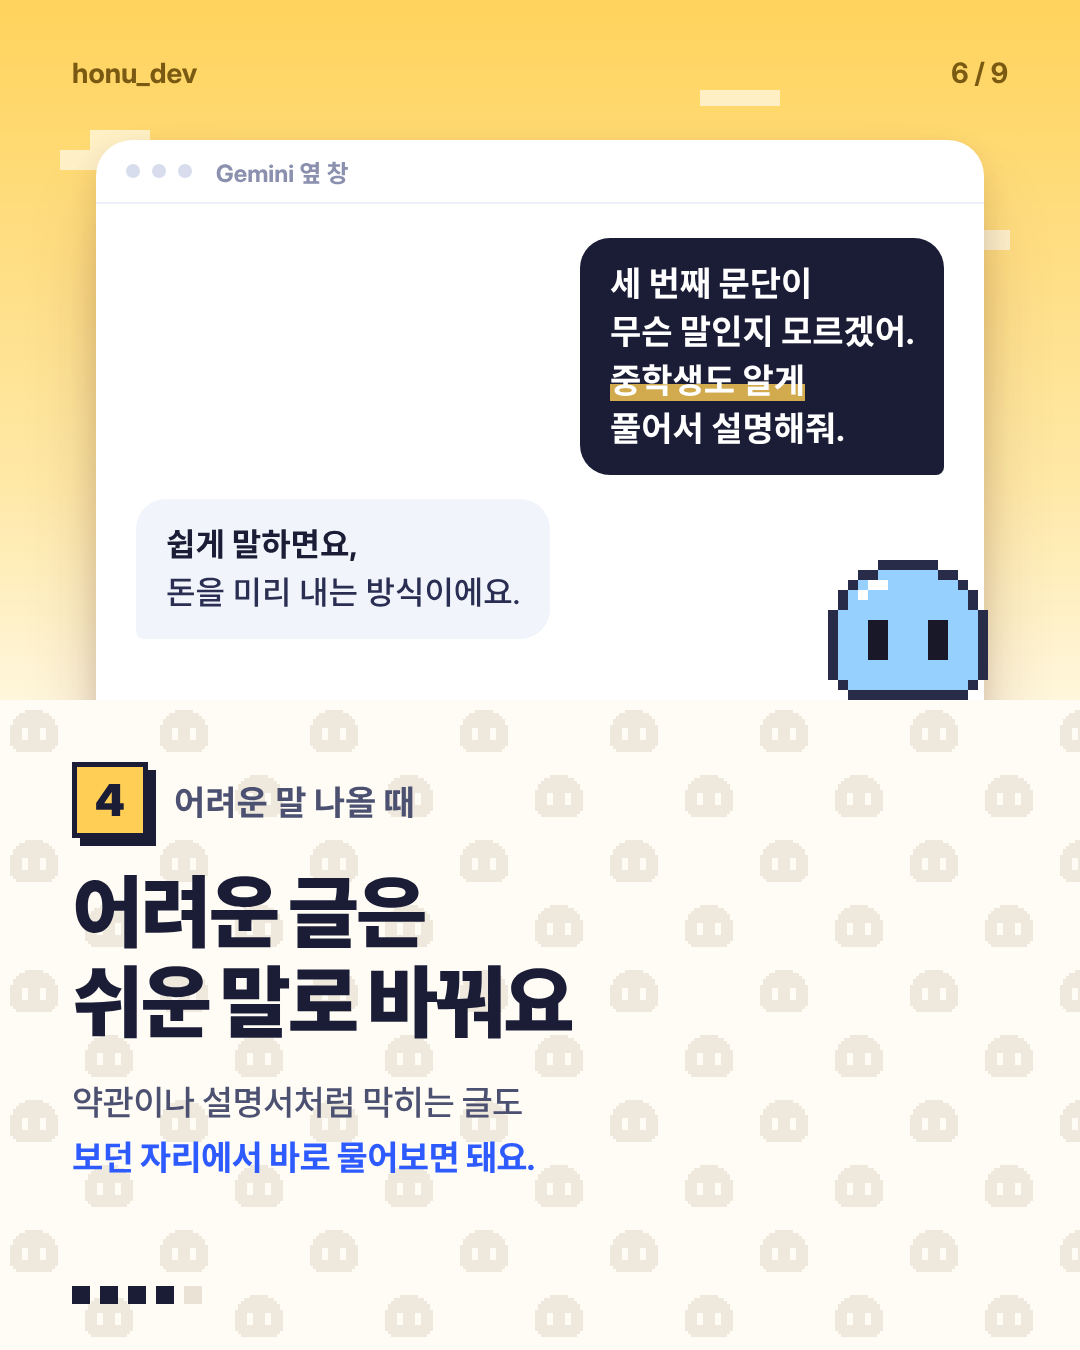 honu_dev
6 / 9
Gemini 옆 창
세 번째 문단이
무슨 말인지 모르겠어.
중학생도 알게
풀어서 설명해줘.
쉽게 말하면요,
돈을 미리 내는 방식이에요.
4
어려운 말 나올 때
어려운 글은
쉬운 말로 바꿔요
약관이나 설명서처럼 막히는 글도
보던 자리에서 바로 물어보면 돼요.